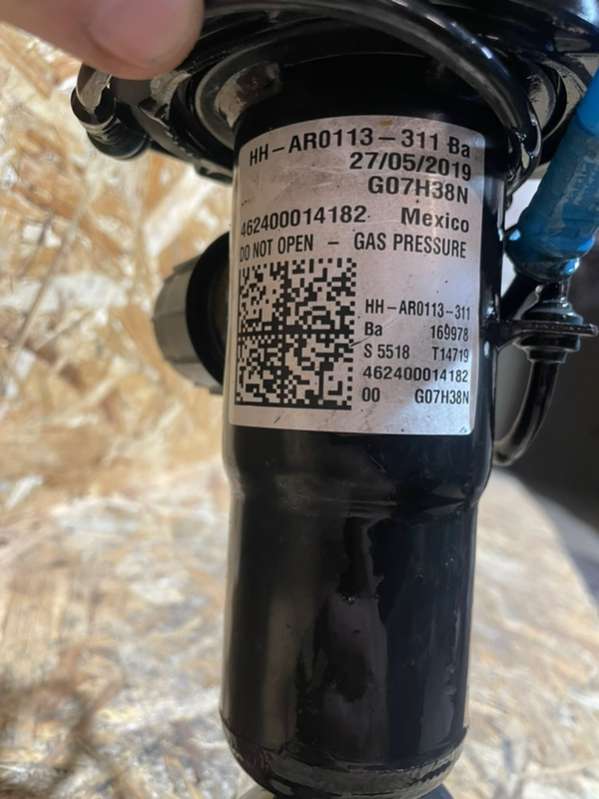 HH-AR0113-311 Ba
27/05/2019
G07H38N
462400014182 Mexico
DO NOT OPEN - GAS PRESSURE
HH-AR0113-311
Ba 169978
S 5518 T14719
462400014182
00 G07H38N